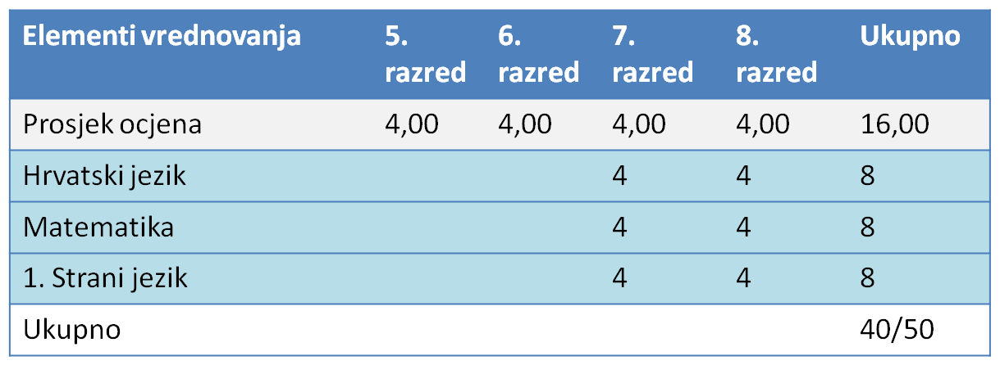 Elementi vrednovanja 5. razred 6. razred 7. razred 8. razred Ukupno
Prosjek ocjena 4,00 4,00 4,00 4,00 16,00
Hrvatski jezik 4 4 8
Matematika 4 4 8
1. Strani jezik 4 4 8
Ukupno 40/50